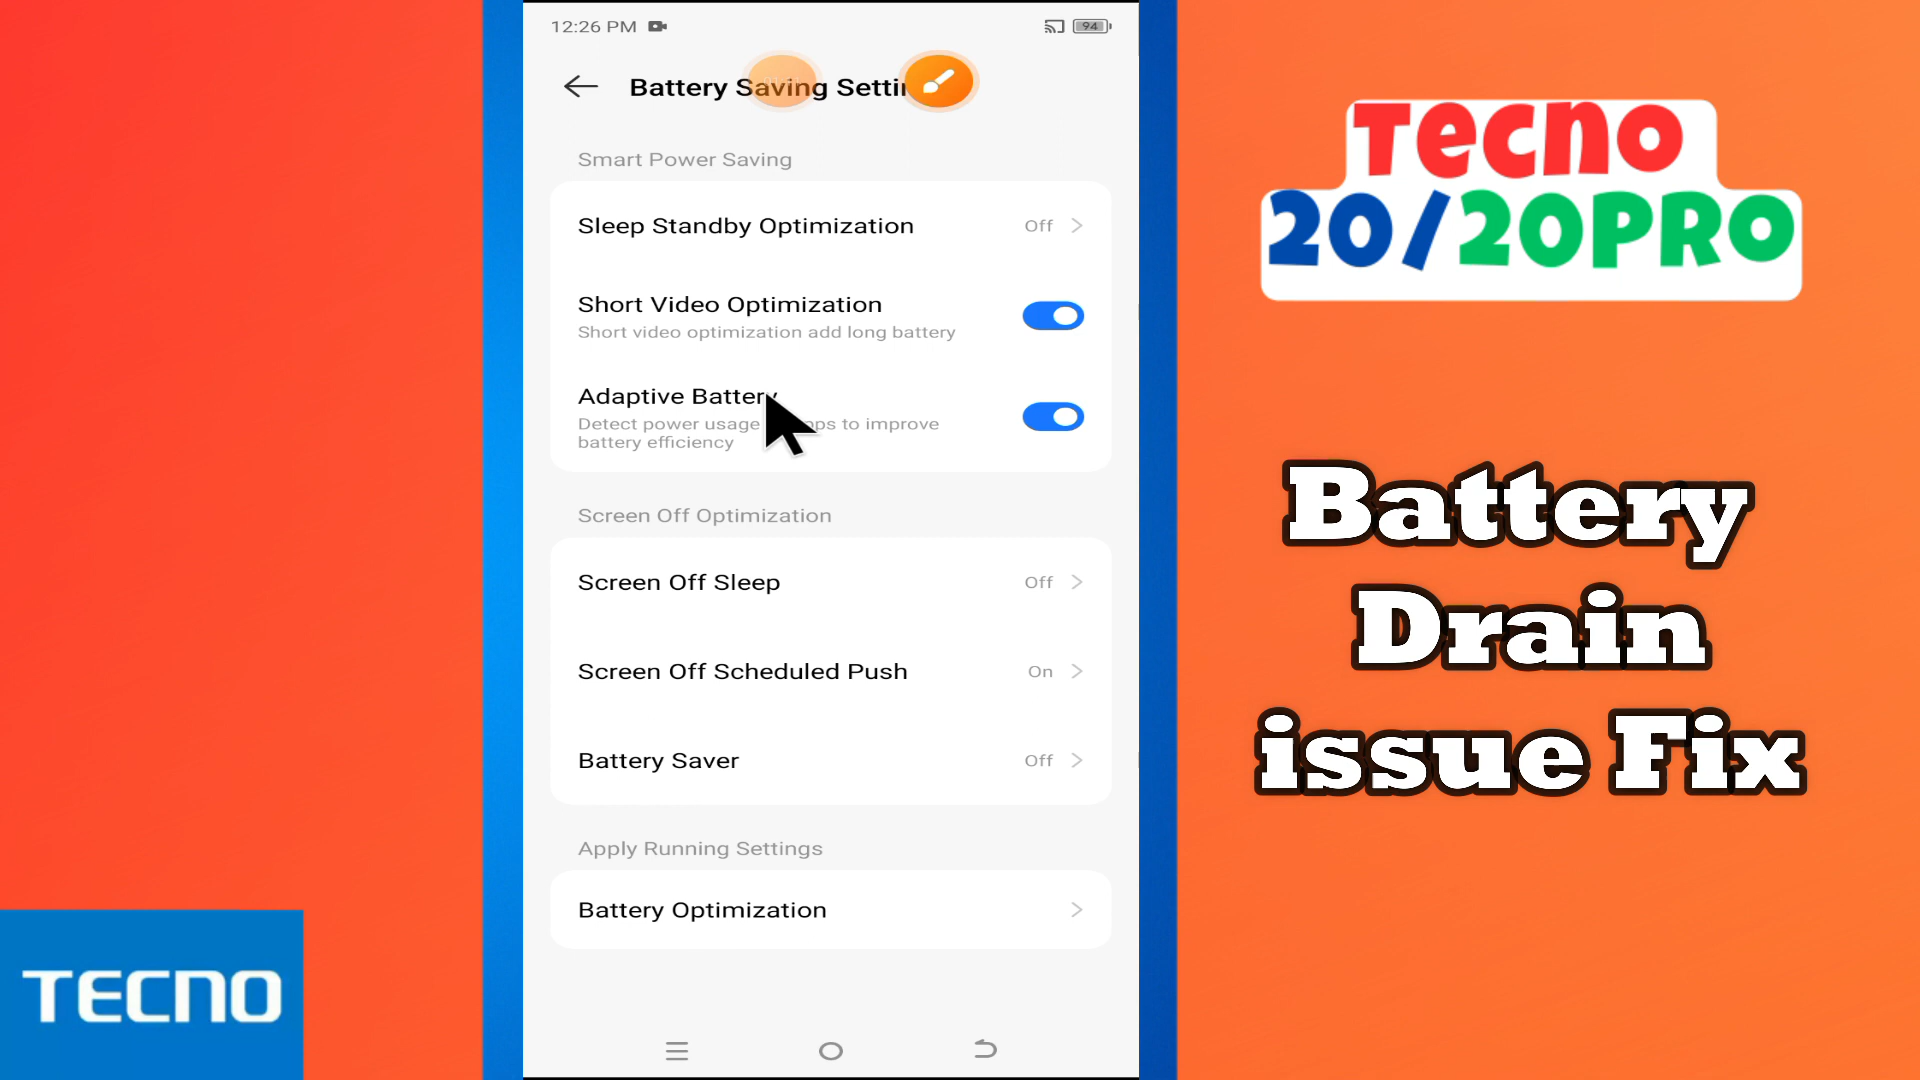 12:26 PM
94
Battery Saving Settin
Smart Power Saving
Sleep Standby Optimization Off
Short Video Optimization
Short video optimization add long battery
Adaptive Battery
Detect power usage to improve
battery efficiency
Screen Off Optimization
Screen Off Sleep Off
Screen Off Scheduled Push On
Battery Saver Off
Apply Running Settings
Battery Optimization
TECNO
Tecno
20/20PRO
Battery
Drain
issue Fix